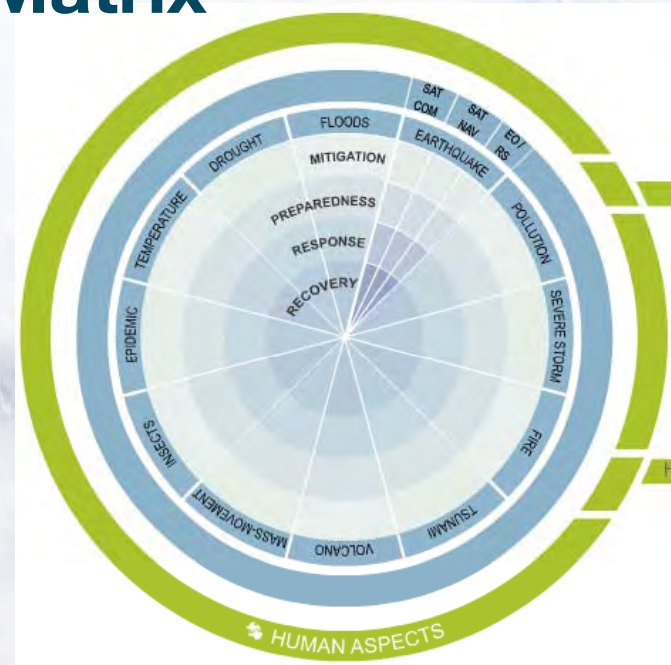 Matrix
SAT
COM
SAT
NAV
EO/
RS
FLOODS
EARTHQUAKE
POLLUTION
SEVERE STORM
FIRE
TSUNAMI
VOLCANO
MASS-MOVEMENT
INSECTS
EPIDEMIC
TEMPERATURE
DROUGHT
MITIGATION
PREPAREDNESS
RESPONSE
RECOVERY
H
HUMAN ASPECTS